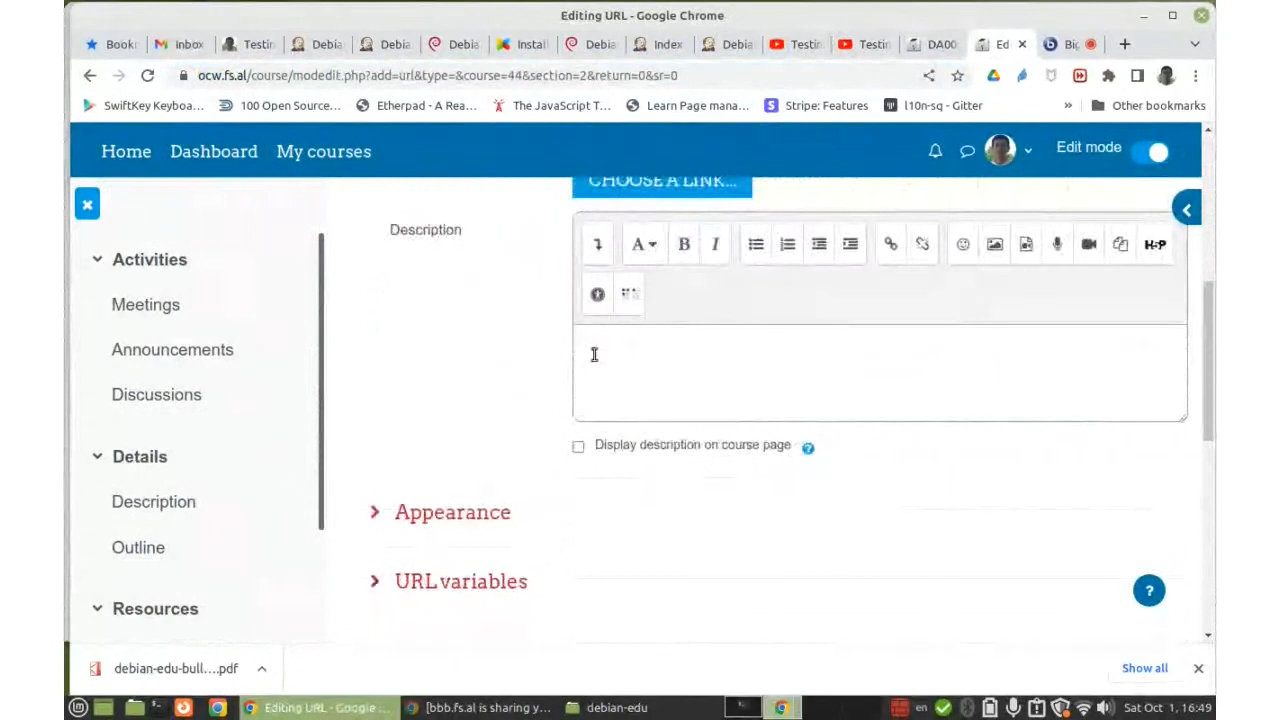 Editing URL - Google Chrome
Book
Inbox
Testin
Debia
Debia
Debia
Instal
Debia
Index
Debia
Testin
Testin
DA00
Ed
Big
ocw.fs.al/course/modedit.php?add=url&type=&course=44&section=2&return=0&sr=0
SwiftKey Keyboa...
100 Open Source...
Etherpad - A Rea...
The JavaScript T...
Learn Page mana...
Stripe: Features
l10n-sq - Gitter
»
Other bookmarks
Home
Dashboard
My courses
Edit mode
CHOOSE A LINK...
Description
A
B
I
H-P
Activities
Meetings
Announcements
Discussions
Details
Description
Outline
Resources
Display description on course page
?
Appearance
URL variables
?
debian-edu-bull....pdf
Show all
Editing URL - Google ...
[bbb.fs.al is sharing y...
debian-edu
en
Sat Oct 1, 16:49